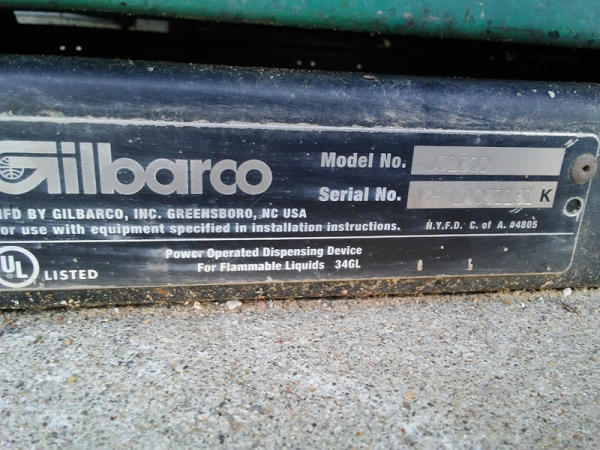 Gilbarco
Model No.
Serial No. K
MFD BY GILBARCO, INC. GREENSBORO, NC USA
For use with equipment specified in installation instructions.
N.Y.F.D. C. of A. #4805
UL LISTED
Power Operated Dispensing Device
For Flammable Liquids 34GL